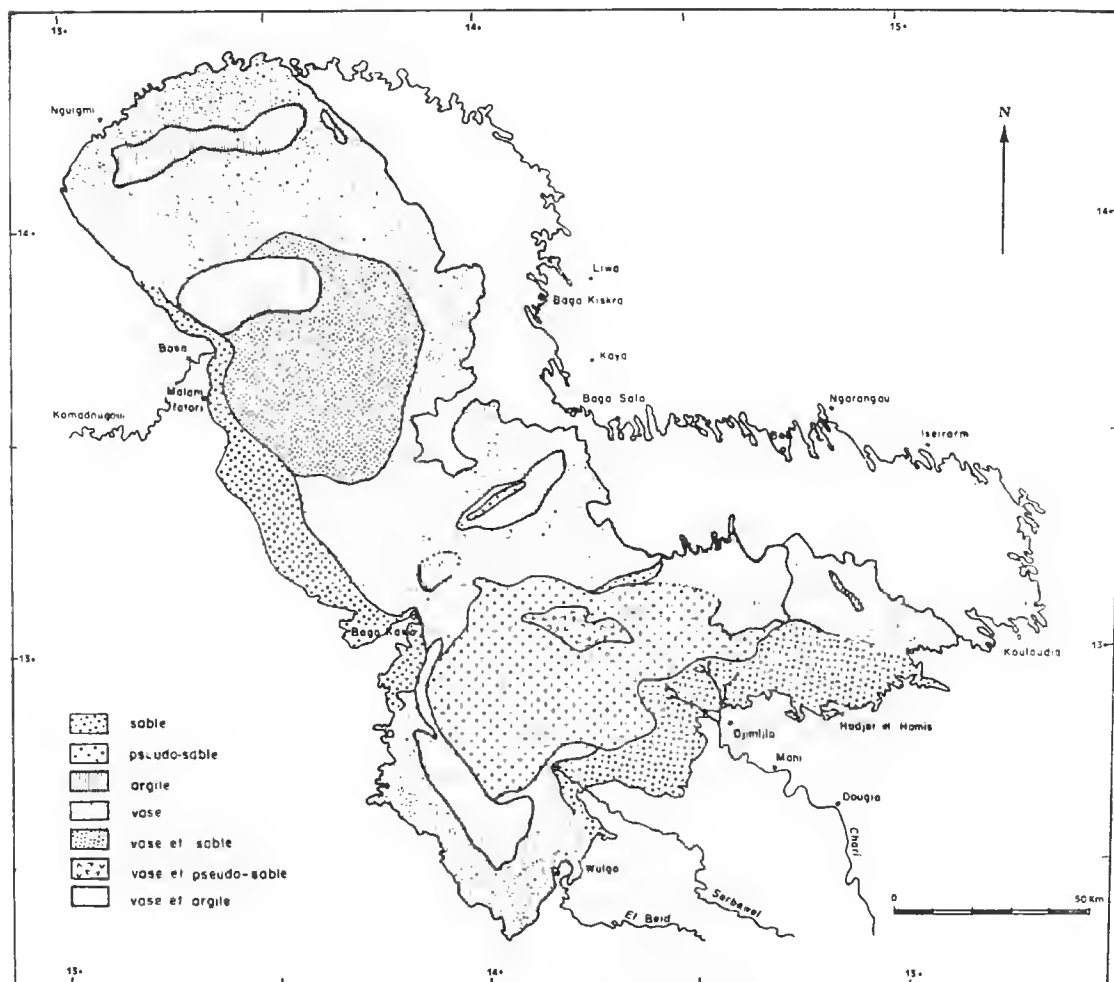 13°
14°
15°
N
Nguigmi
14°
14°
Liwa
Baga Kiskra
Bosa
Kaya
Malam
fatori
Komadougou
Baga Sola
Ngarangou
Bol
Iseirom
Baga Kawa
13°
13°
Kouloudia
Hadjer el Hamis
Djimtilo
Mani
Dougia
Chari
Wulgo
Serbewel
El Beid
sable
pseudo-sable
argile
vase
vase et sable
vase et pseudo-sable
vase et argile
0
50 Km
13°
14°
15°